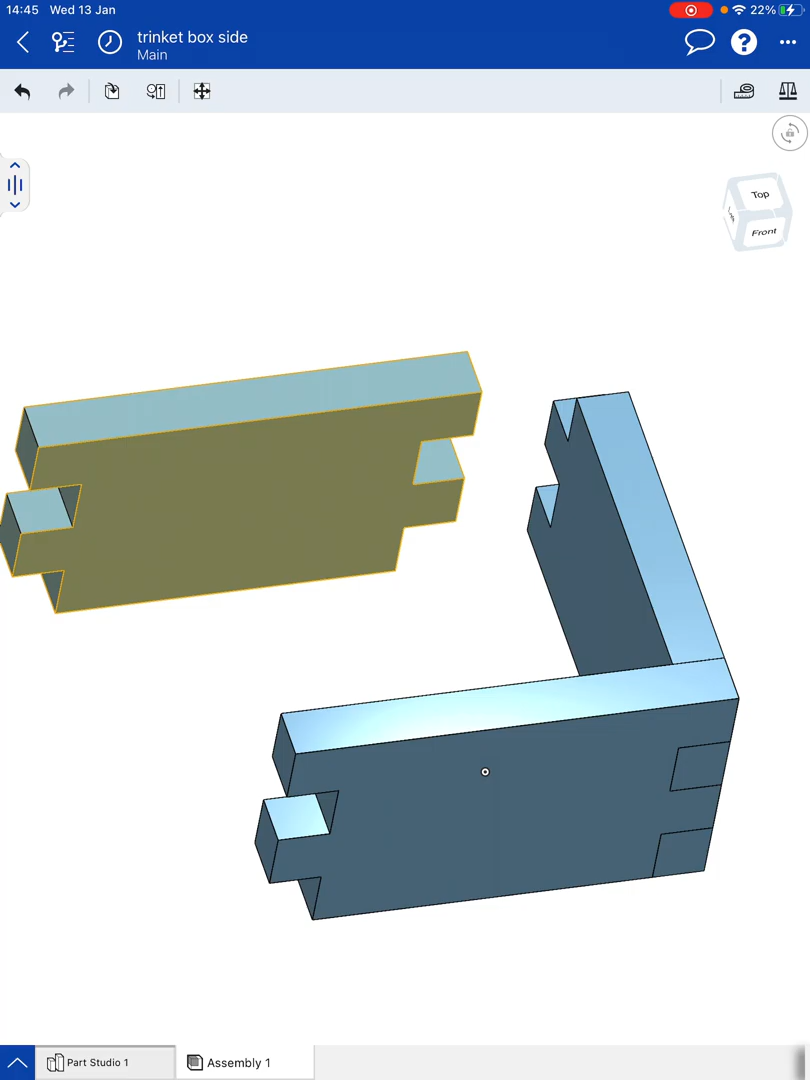 14:45 Wed 13 Jan
22%
trinket box side
Main
?
Top
Front
Part Studio 1
Assembly 1